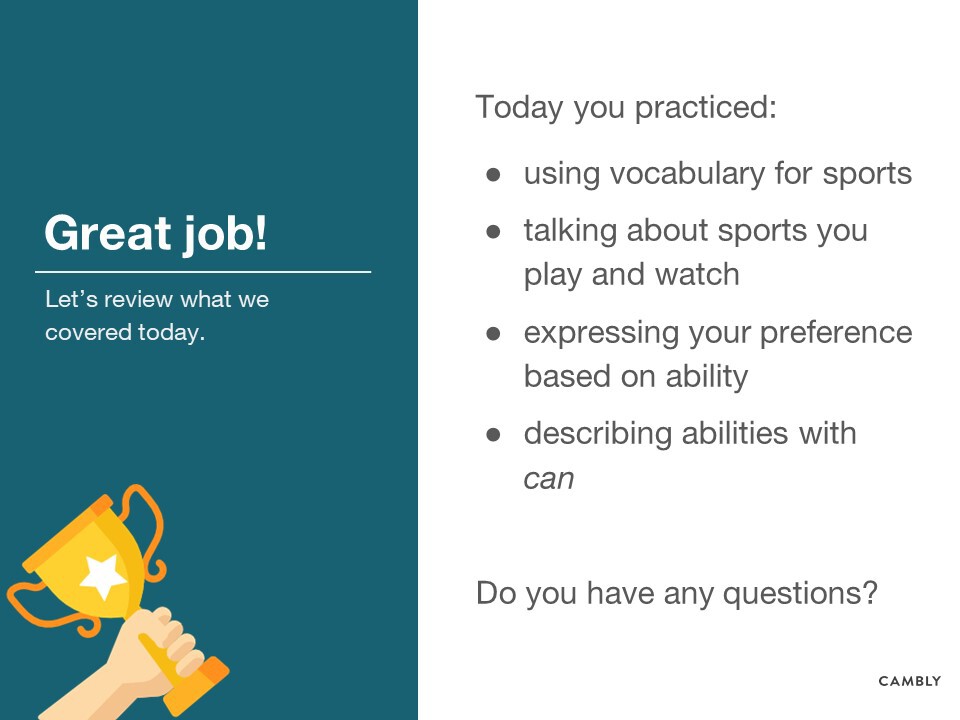 Great job!
Let's review what we
covered today.
Today you practiced:
● using vocabulary for sports
● talking about sports you
play and watch
● expressing your preference
based on ability
● describing abilities with
can
Do you have any questions?
CAMBLY